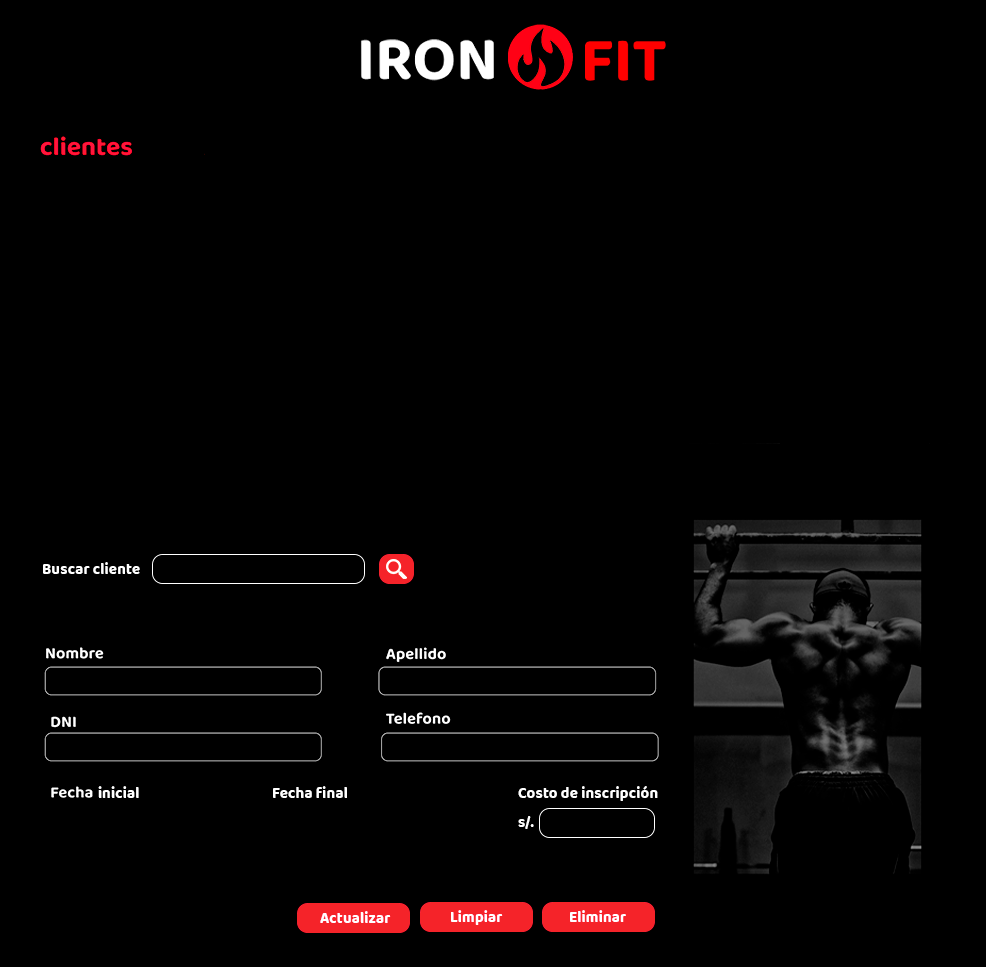 IRON FIT
clientes
Buscar cliente
Nombre
Apellido
DNI
Telefono
Fecha inicial
Fecha final
Costo de inscripción
s/.
Actualizar
Limpiar
Eliminar